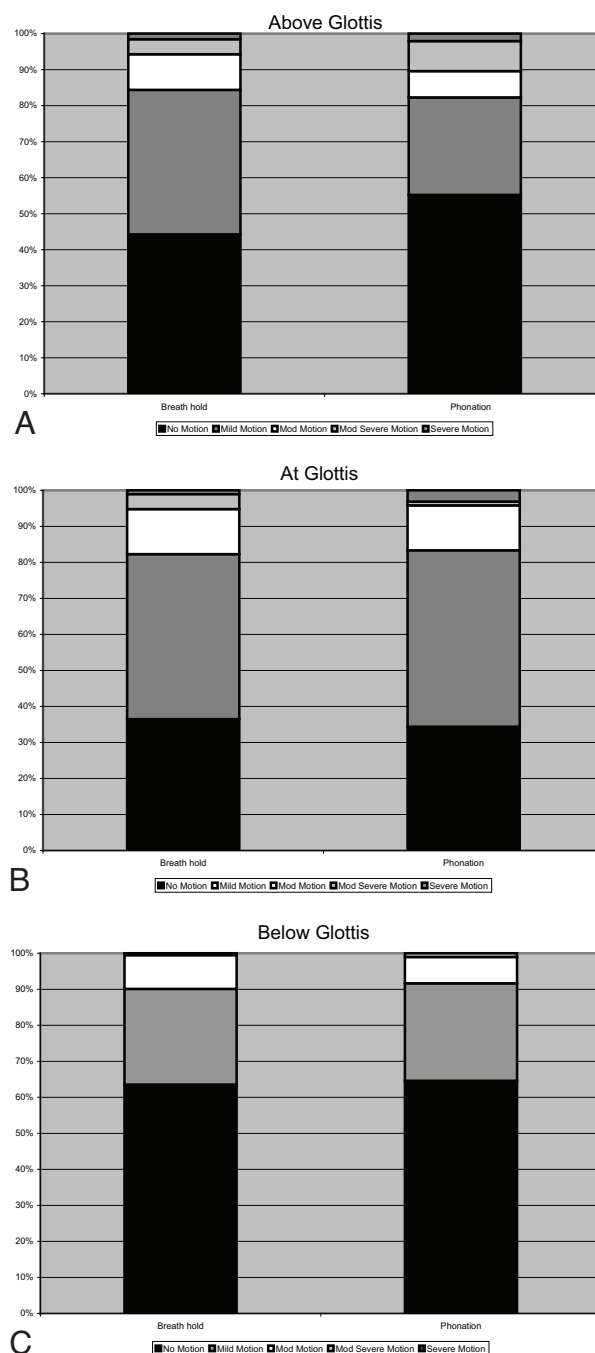 Above Glottis
100%
90%
80%
70%
60%
50%
40%
30%
20%
10%
0%
Breath hold Phonation
A
No Motion Mild Motion Mod Motion Mod Severe Motion Severe Motion
At Glottis
100%
90%
80%
70%
60%
50%
40%
30%
20%
10%
0%
Breath hold Phonation
B
No Motion Mild Motion Mod Motion Mod Severe Motion Severe Motion
Below Glottis
100%
90%
80%
70%
60%
50%
40%
30%
20%
10%
0%
Breath hold Phonation
C
No Motion Mild Motion Mod Motion Mod Severe Motion Severe Motion